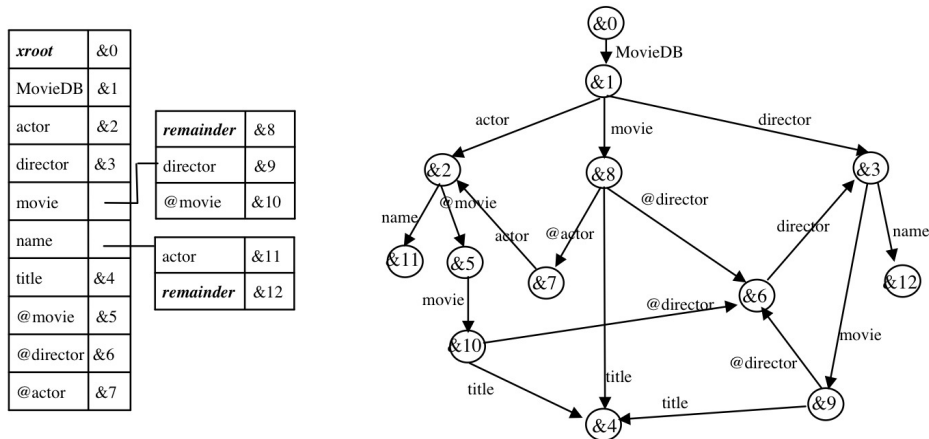 xroot &0
MovieDB &1
actor &2
director &3
movie
name
title &4
@movie &5
@director &6
@actor &7
remainder &8
director &9
@movie &10
actor &11
remainder &12
&0
MovieDB
&1
actor
movie
director
&2
&8
&3
@movie
@director
name
actor
@actor
director
name
&11
&5
&7
&6
&12
movie
@director
movie
&10
@director
title
title
title
&9
&4